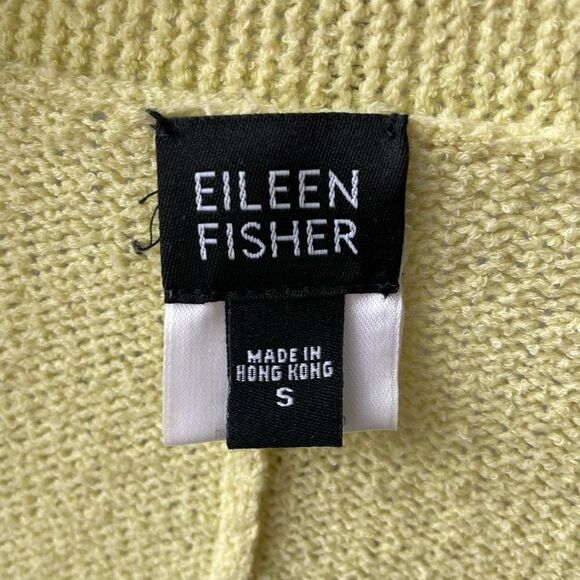 EILEEN
FISHER
MADE IN
HONG KONG
S